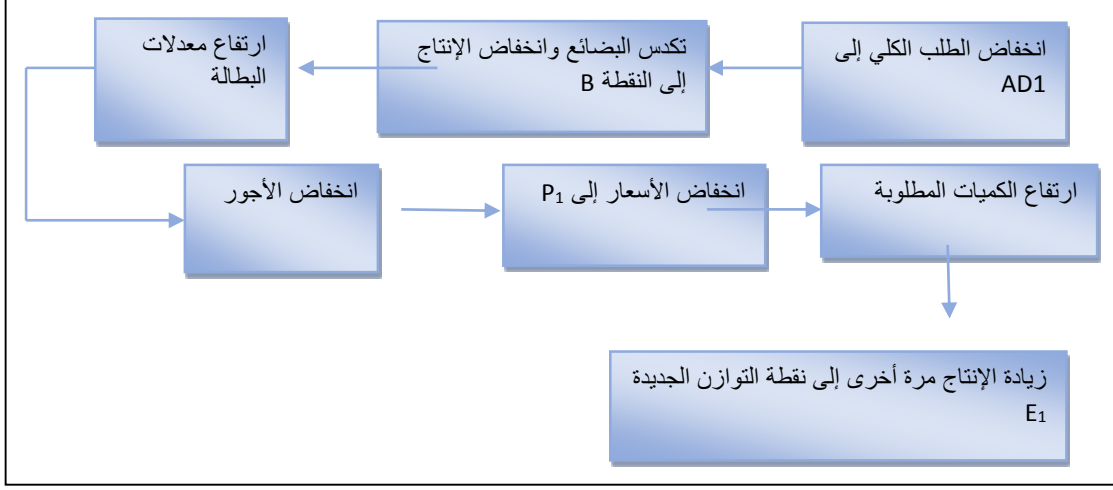 انخفاض الطلب الكلي إلى
AD1
تكدس البضائع وانخفاض الإنتاج
إلى النقطة B
ارتفاع معدلات
البطالة
انخفاض الأجور
انخفاض الأسعار إلى P₁
ارتفاع الكميات المطلوبة
زيادة الإنتاج مرة أخرى إلى نقطة التوازن الجديدة
E₁